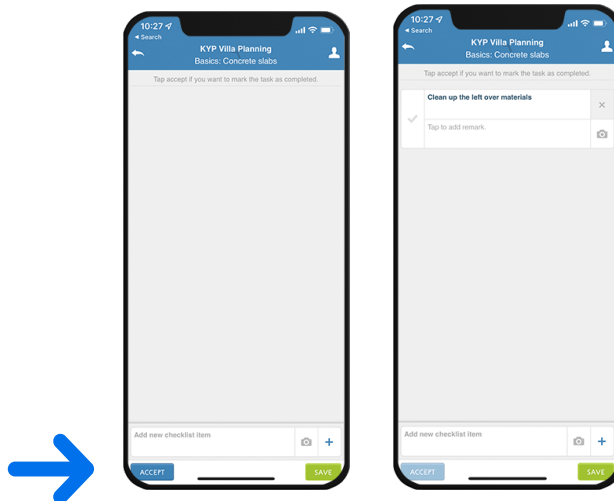 10:27
◂ Search
KYP Villa Planning
Basics: Concrete slabs
Tap accept if you want to mark the task as completed.
Add new checklist item
+
ACCEPT
SAVE
10:27
◂ Search
KYP Villa Planning
Basics: Concrete slabs
Tap accept if you want to mark the task as completed.
Clean up the left over materials
×
Tap to add remark.
Add new checklist item
+
ACCEPT
SAVE